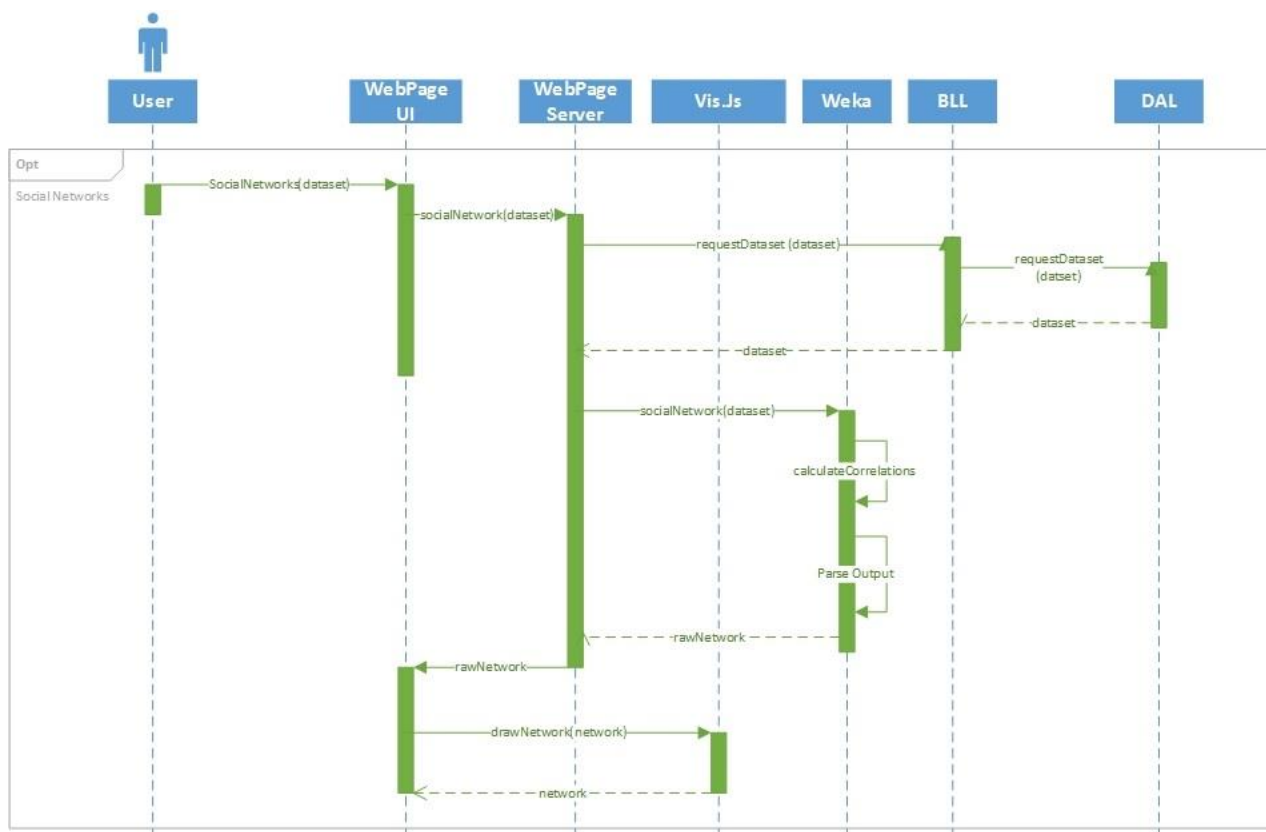 User
WebPage
UI
WebPage
Server
Vis.Js
Weka
BLL
DAL
Opt
Social Networks
SocialNetworks(dataset)
socialNetwork(dataset)
requestDataset (dataset)
requestDataset
(datset)
dataset
dataset
socialNetwork(dataset)
calculateCorrelations
Parse Output
rawNetwork
rawNetwork
drawNetwork(network)
network